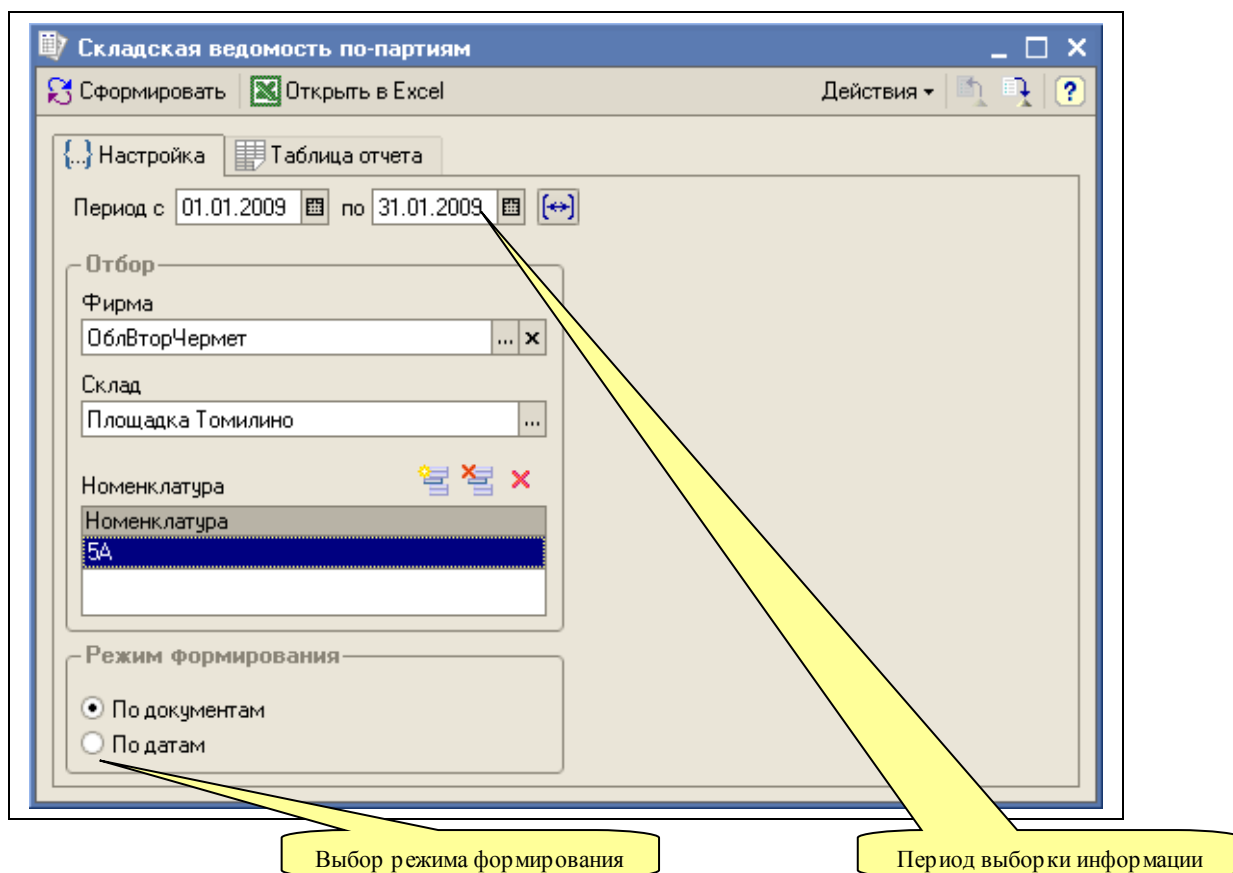 Складская ведомость по-партиям
Сформировать Открыть в Excel Действия ?
{...} Настройка Таблица отчета
Период с 01.01.2009 по 31.01.2009
Отбор
Фирма
ОблВторЧермет ... x
Склад
Площадка Томилино ...
Номенклатура
Номенклатура
5А
Режим формирования
По документам
По датам
Выбор режима формирования Период выборки информации